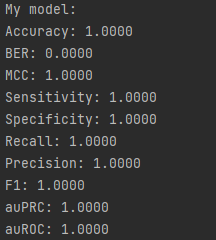 My model:
Accuracy: 1.0000
BER: 0.0000
MCC: 1.0000
Sensitivity: 1.0000
Specificity: 1.0000
Recall: 1.0000
Precision: 1.0000
F1: 1.0000
auPRC: 1.0000
auROC: 1.0000